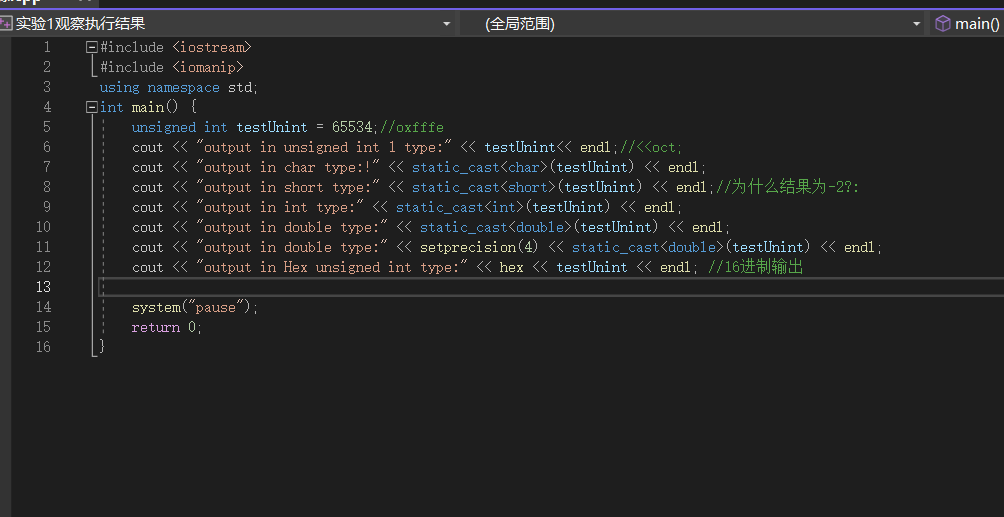 实验1观察执行结果 (全局范围) main()
1 #include <iostream>
2 #include <iomanip>
3 using namespace std;
4 int main() {
5 unsigned int testUnint = 65534;//oxfffe
6 cout << "output in unsigned int 1 type:" << testUnint<< endl;//<<oct;
7 cout << "output in char type:!" << static_cast<char>(testUnint) << endl;
8 cout << "output in short type:" << static_cast<short>(testUnint) << endl;//为什么结果为-2?:
9 cout << "output in int type:" << static_cast<int>(testUnint) << endl;
10 cout << "output in double type:" << static_cast<double>(testUnint) << endl;
11 cout << "output in double type:" << setprecision(4) << static_cast<double>(testUnint) << endl;
12 cout << "output in Hex unsigned int type:" << hex << testUnint << endl; //16进制输出
13
14 system("pause");
15 return 0;
16 }